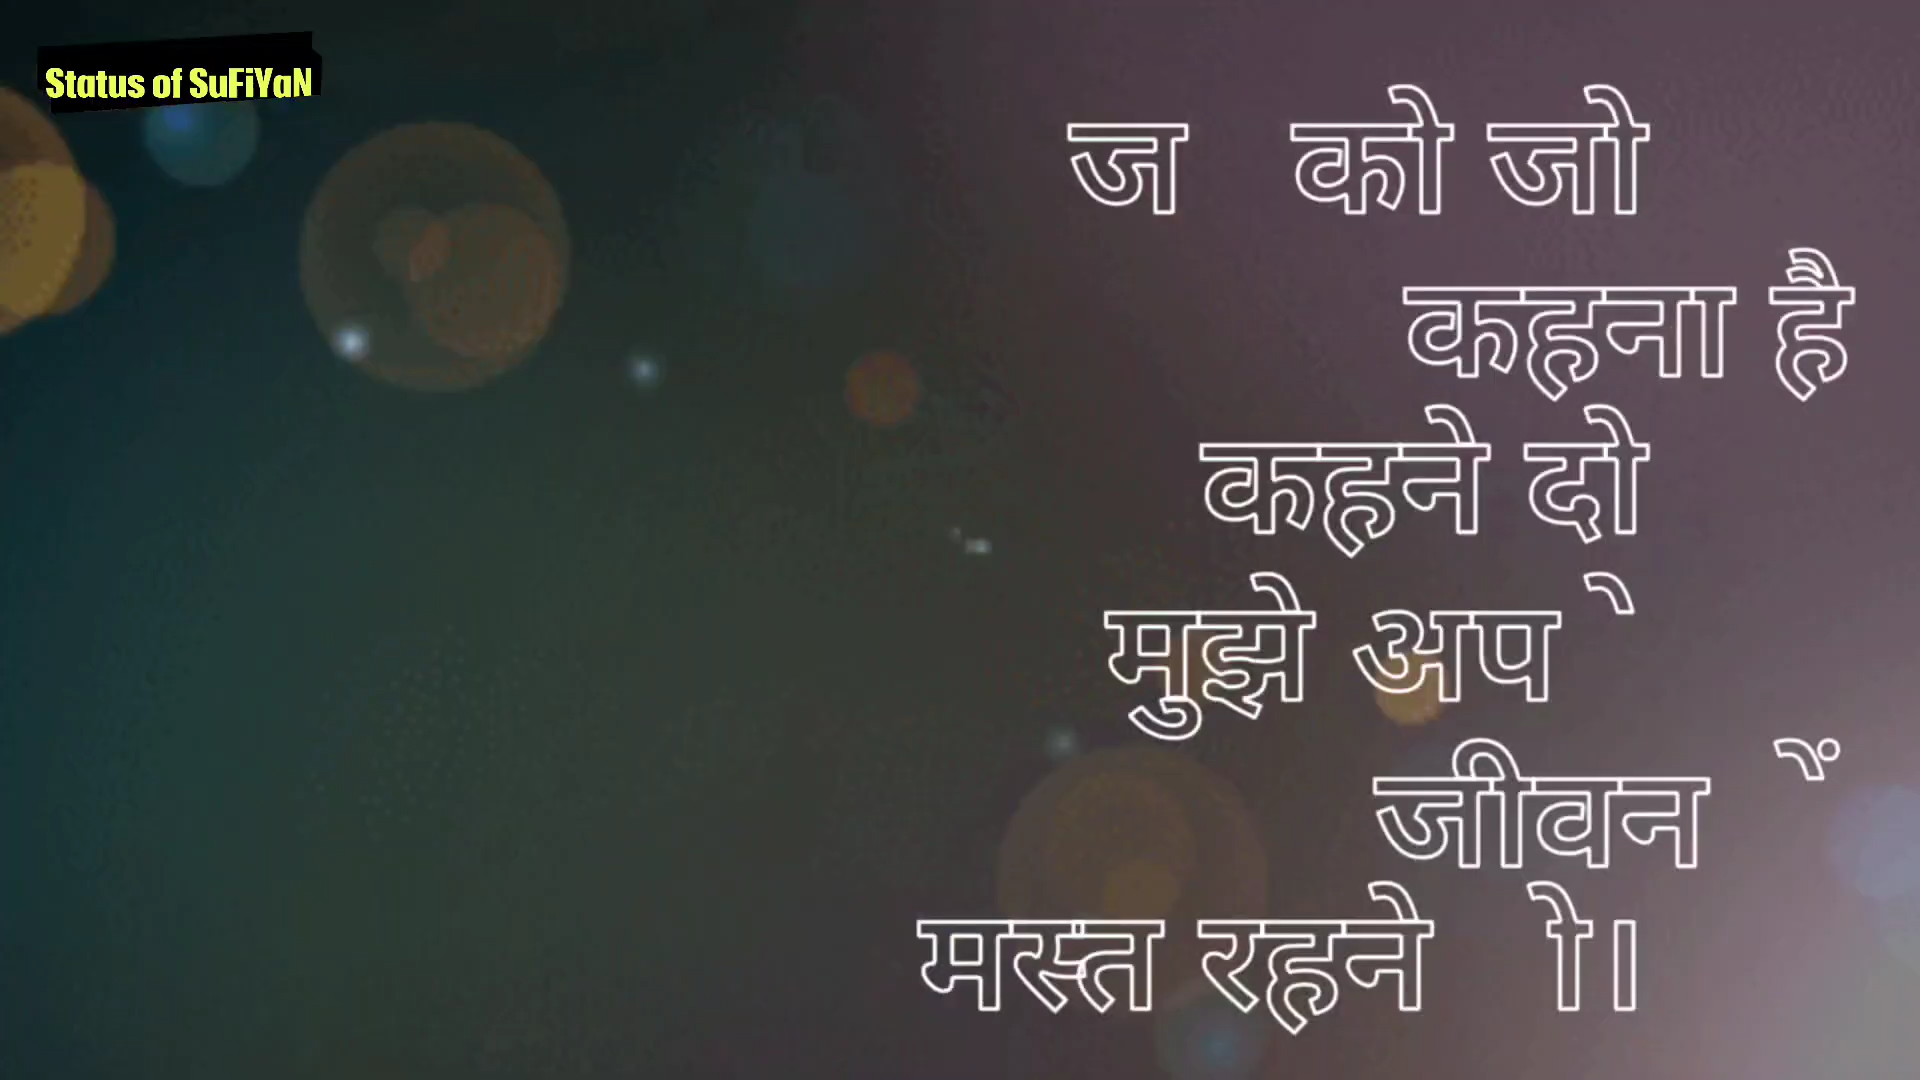 Status of SuFiYaN
ज को जो
कहना है
कहने दो
मुझे अप े
जीवन ें
मस्त रहने ो।